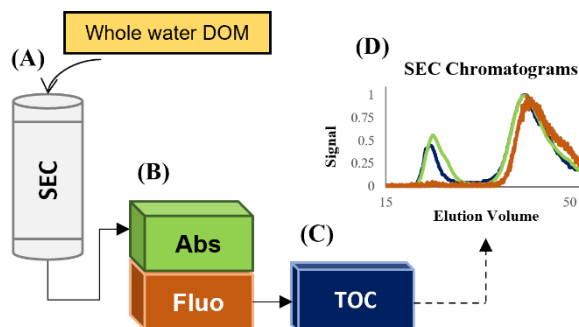 Whole water DOM
(A)
SEC
(B)
Abs
Fluo
(C)
TOC
(D)
SEC Chromatograms
Signal
1
0.75
0.5
0.25
0
15
50
Elution Volume